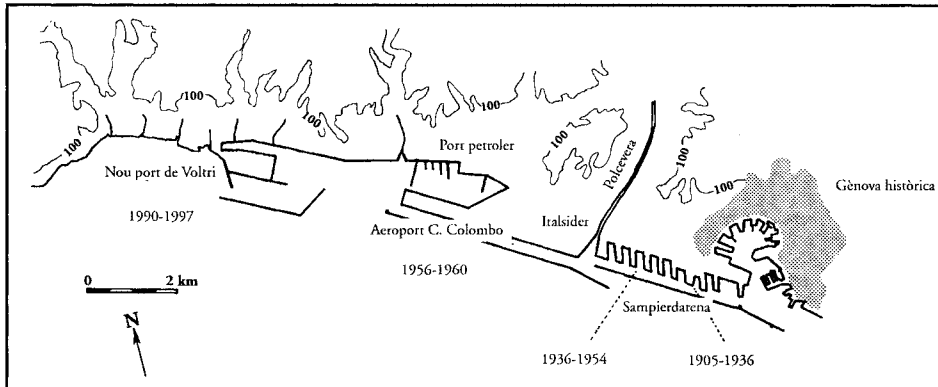 100
100
100
100
100
100
100
Port petroler
Polcevera
Nou port de Voltri
Gènova històrica
1990-1997
Aeroport C. Colombo
Italsider
1956-1960
0 2 km
Sampierdarena
N
1936-1954
1905-1936